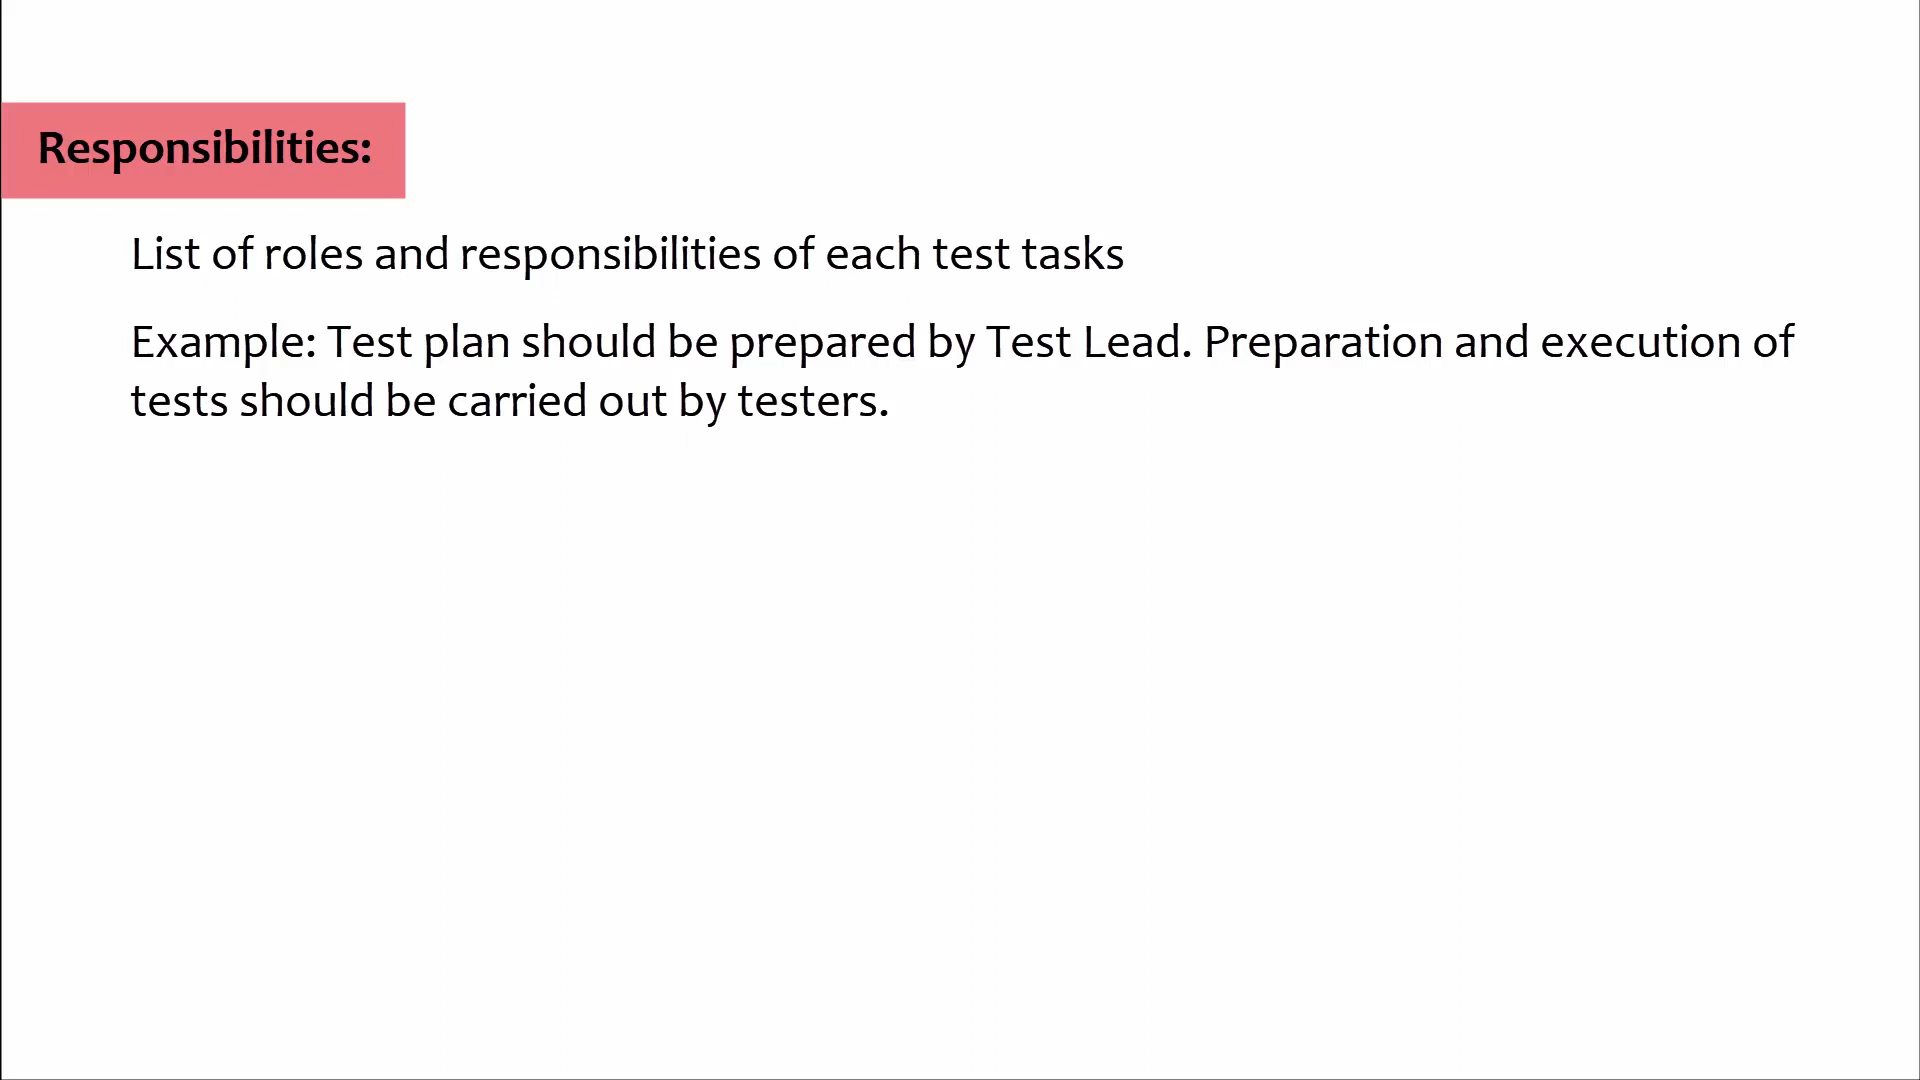 Responsibilities:
List of roles and responsibilities of each test tasks
Example: Test plan should be prepared by Test Lead. Preparation and execution of
tests should be carried out by testers.